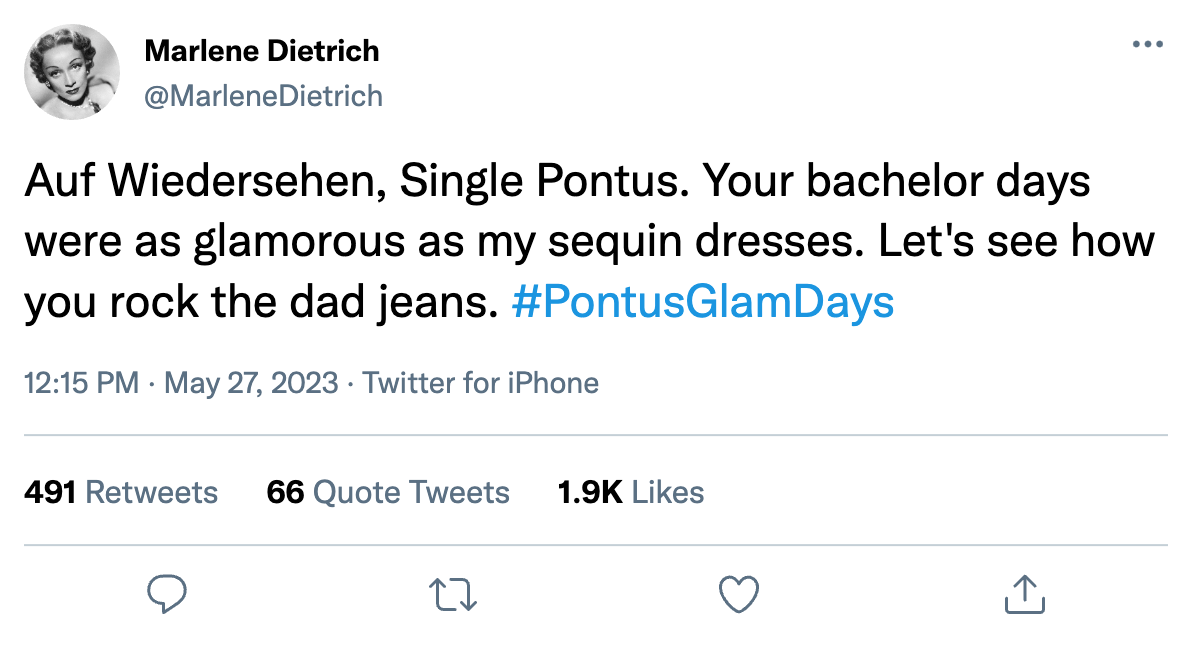 Marlene Dietrich
@MarleneDietrich
Auf Wiedersehen, Single Pontus. Your bachelor days
were as glamorous as my sequin dresses. Let's see how
you rock the dad jeans. #PontusGlamDays
12:15 PM · May 27, 2023 · Twitter for iPhone
491 Retweets 66 Quote Tweets 1.9K Likes